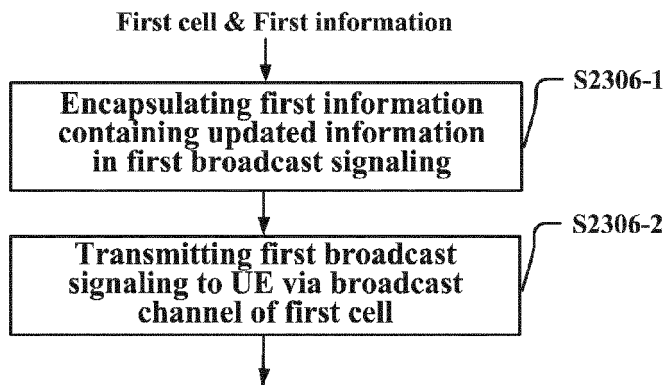 First cell & First information
S2306-1
Encapsulating first information
containing updated information
in first broadcast signaling
S2306-2
Transmitting first broadcast
signaling to UE via broadcast
channel of first cell